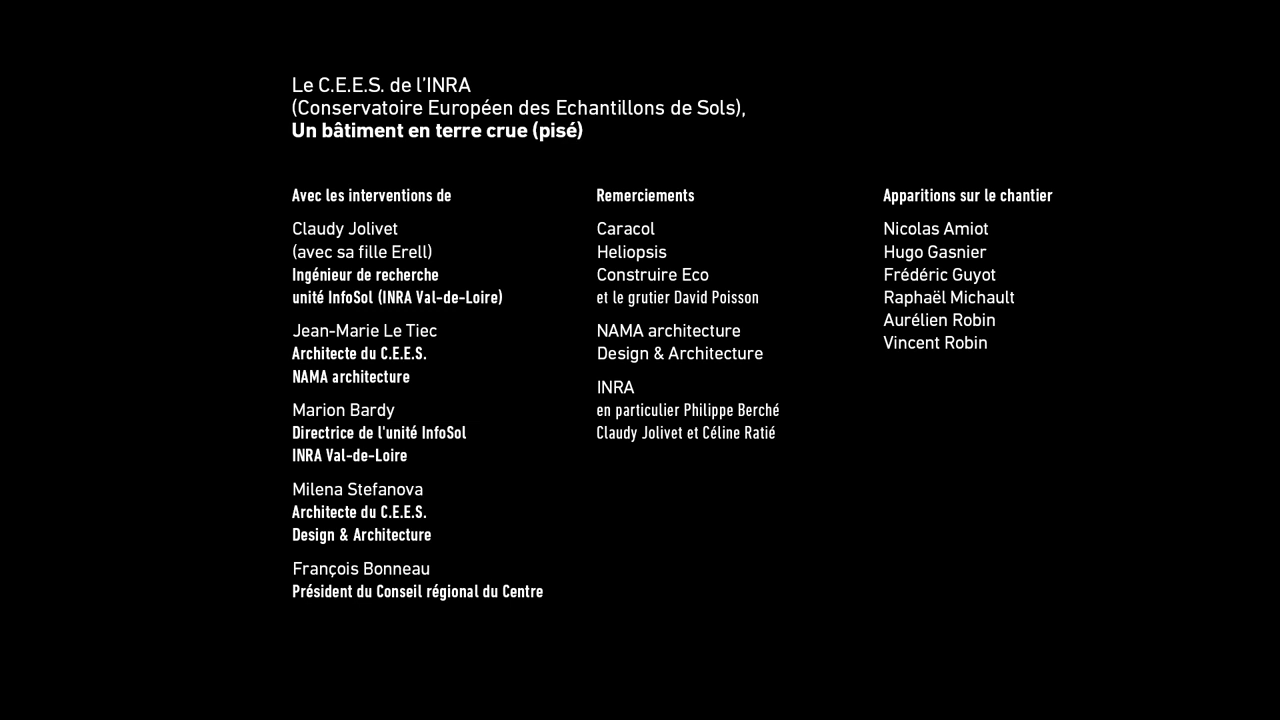 Le C.E.E.S. de l’INRA
(Conservatoire Européen des Echantillons de Sols),
Un bâtiment en terre crue (pisé)
Avec les interventions de
Claudy Jolivet
(avec sa fille Erell)
Ingénieur de recherche
unité InfoSol (INRA Val-de-Loire)
Jean-Marie Le Tiec
Architecte du C.E.E.S.
NAMA architecture
Marion Bardy
Directrice de l'unité InfoSol
INRA Val-de-Loire
Milena Stefanova
Architecte du C.E.E.S.
Design & Architecture
François Bonneau
Président du Conseil régional du Centre
Remerciements
Caracol
Heliopsis
Construire Eco
et le grutier David Poisson
NAMA architecture
Design & Architecture
INRA
en particulier Philippe Berché
Claudy Jolivet et Céline Ratié
Apparitions sur le chantier
Nicolas Amiot
Hugo Gasnier
Frédéric Guyot
Raphaël Michault
Aurélien Robin
Vincent Robin